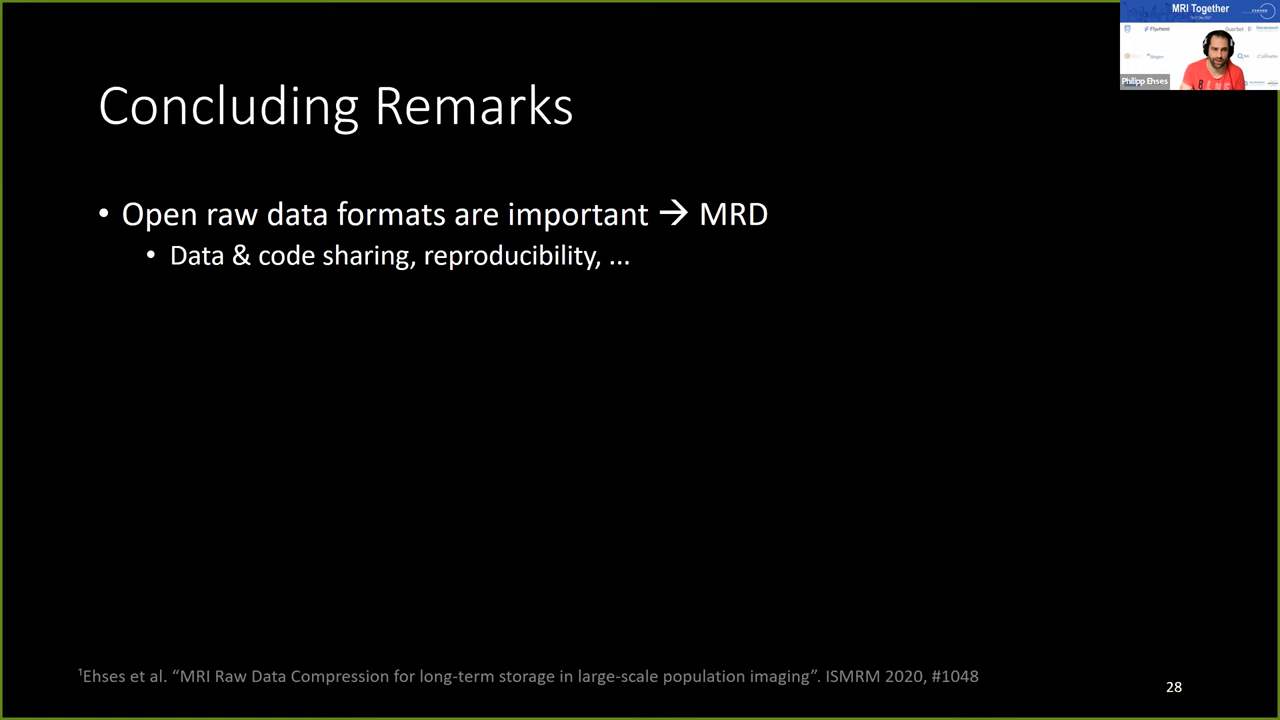 MRI Together
Flywheel
Philipp Ehses
Concluding Remarks
• Open raw data formats are important → MRD
• Data & code sharing, reproducibility, ...
¹Ehses et al. “MRI Raw Data Compression for long-term storage in large-scale population imaging”. ISMRM 2020, #1048
28